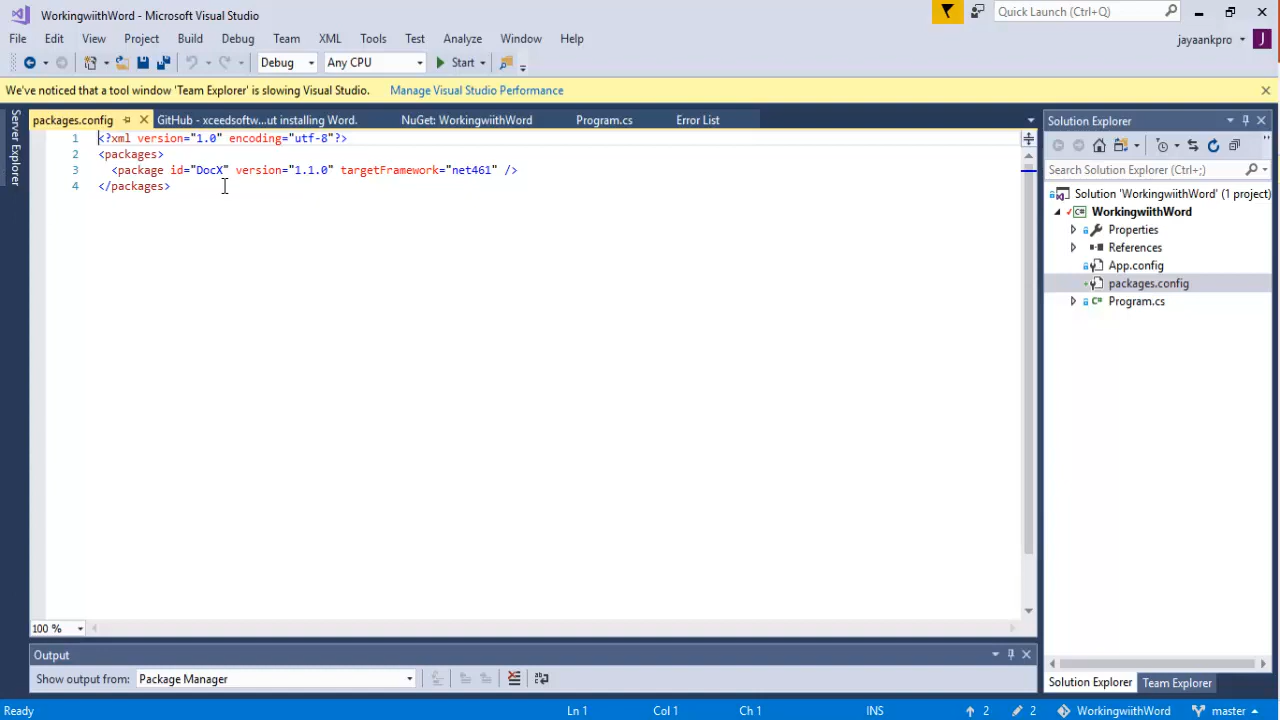 WorkingwiithWord - Microsoft Visual Studio
Quick Launch (Ctrl+Q)
File Edit View Project Build Debug Team XML Tools Test Analyze Window Help
jayaankpro J
Debug Any CPU Start
We've noticed that a tool window 'Team Explorer' is slowing Visual Studio. Manage Visual Studio Performance
Server Explorer
packages.config GitHub - xceedsoftw...ut installing Word. NuGet: WorkingwiithWord Program.cs Error List
1 <?xml version="1.0" encoding="utf-8"?>
2 <packages>
3 <package id="DocX" version="1.1.0" targetFramework="net461" />
4 </packages>
100 %
Output
Show output from: Package Manager
Solution Explorer
Search Solution Explorer (Ctrl+;)
Solution 'WorkingwiithWord' (1 project)
WorkingwiithWord
Properties
References
App.config
packages.config
Program.cs
Solution Explorer Team Explorer
Ready Ln 1 Col 1 Ch 1 INS 2 2 WorkingwiithWord master